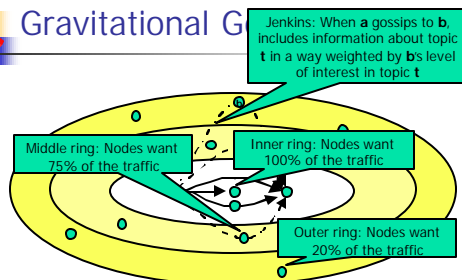 Gravitational G
Jenkins: When a gossips to b,
includes information about topic
t in a way weighted by b's level
of interest in topic t
Middle ring: Nodes want
75% of the traffic
Inner ring: Nodes want
100% of the traffic
Outer ring: Nodes want
20% of the traffic